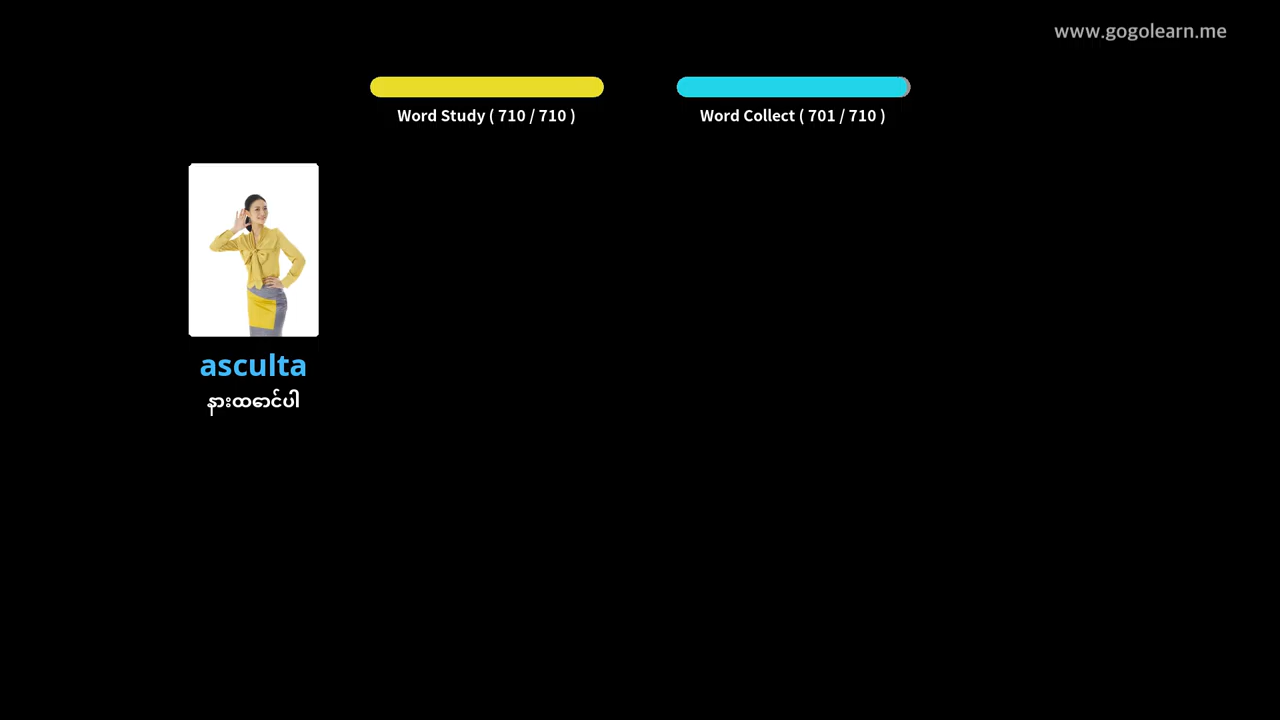 www.gogolearn.me
Word Study ( 710 / 710 )
Word Collect ( 701 / 710 )
asculta
နားထောင်ပါ